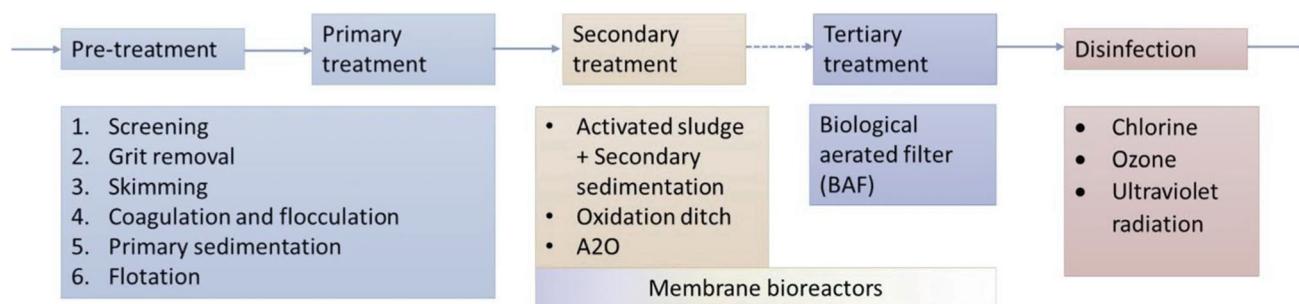 Pre-treatment
Primary
treatment
Secondary
treatment
Tertiary
treatment
Disinfection
1. Screening
2. Grit removal
3. Skimming
4. Coagulation and flocculation
5. Primary sedimentation
6. Flotation
• Activated sludge
+ Secondary
sedimentation
• Oxidation ditch
• A2O
Biological
aerated filter
(BAF)
• Chlorine
• Ozone
• Ultraviolet
radiation
Membrane bioreactors